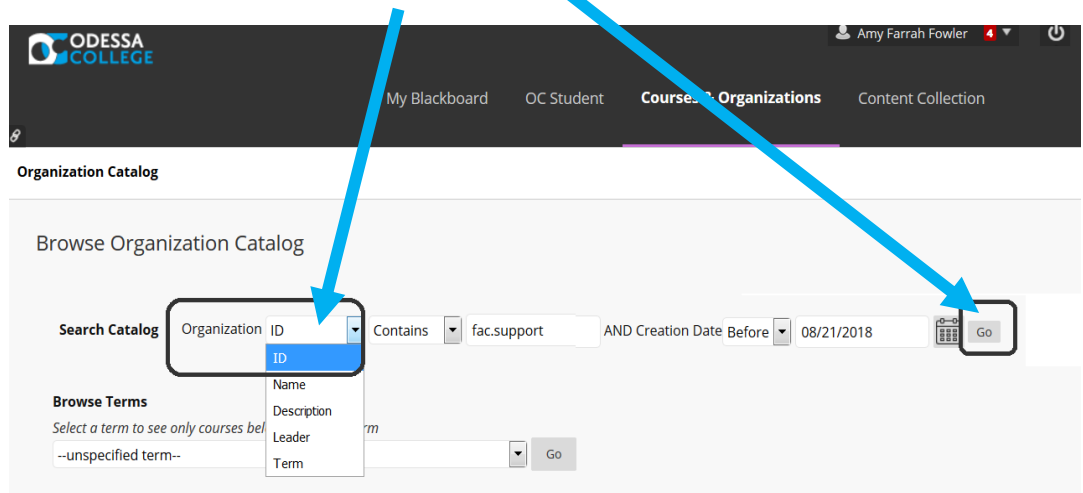 ODESSA
COLLEGE
Amy Farrah Fowler 4
My Blackboard OC Student Courses & Organizations Content Collection
Organization Catalog
Browse Organization Catalog
Search Catalog Organization ID Contains fac.support AND Creation Date Before 08/21/2018 Go
ID
Name
Description
Leader
Term
Browse Terms
Select a term to see only courses
--unspecified term-- Go